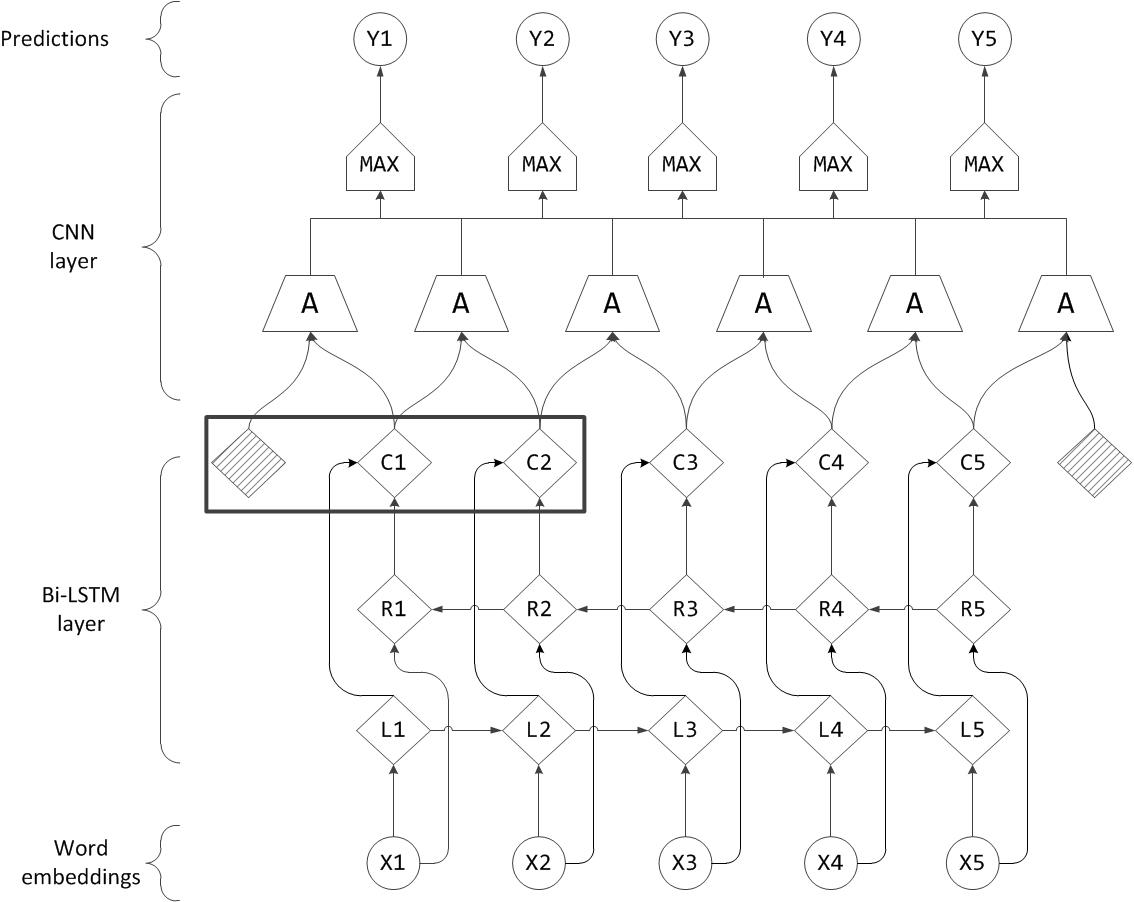 Predictions
Y1 Y2 Y3 Y4 Y5
MAX MAX MAX MAX MAX
CNN
layer
A A A A A A
C1 C2 C3 C4 C5
Bi-LSTM
layer
R1 R2 R3 R4 R5
L1 L2 L3 L4 L5
Word
embeddings
X1 X2 X3 X4 X5